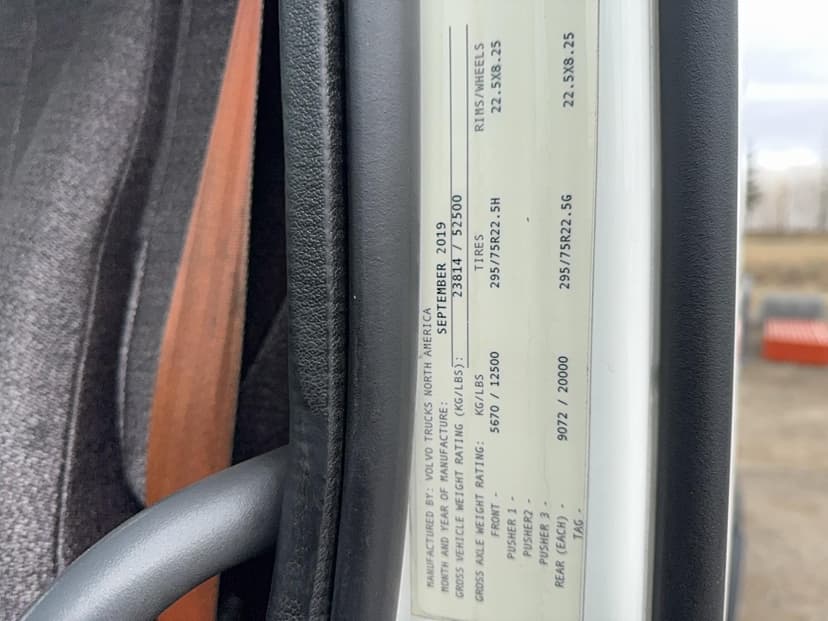 MANUFACTURED BY: VOLVO TRUCKS NORTH AMERICA
MONTH AND YEAR OF MANUFACTURE: SEPTEMBER 2019
GROSS VEHICLE WEIGHT RATING (KG/LBS): 23814 / 52500
GROSS AXLE WEIGHT RATING: KG/LBS TIRES RIMS/WHEELS
FRONT - 5670 / 12500 295/75R22.5H 22.5X8.25
PUSHER 1 -
PUSHER2 - -
PUSHER 3 -
REAR (EACH) - 9072 / 20000 295/75R22.5G 22.5X8.25
TAG -